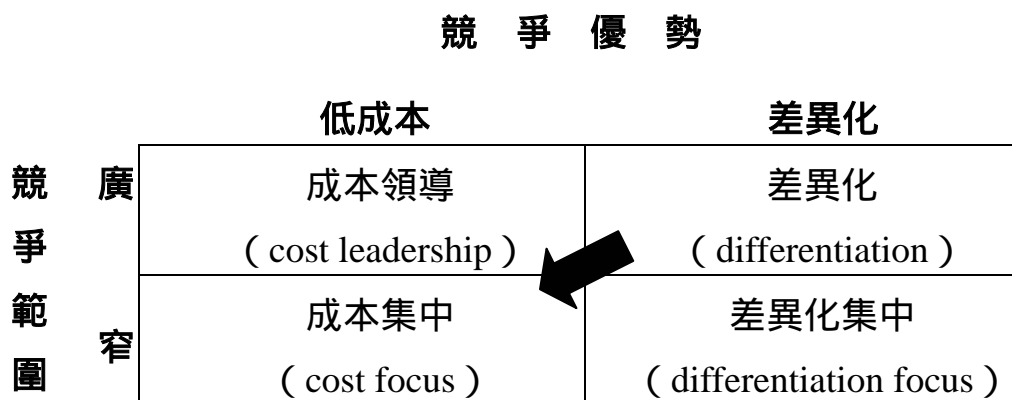 競 爭 優 勢
低成本 差異化
競 廣 成本領導 差異化
爭 （cost leadership） （differentiation）
範 窄 成本集中 差異化集中
圍 （cost focus） （differentiation focus）